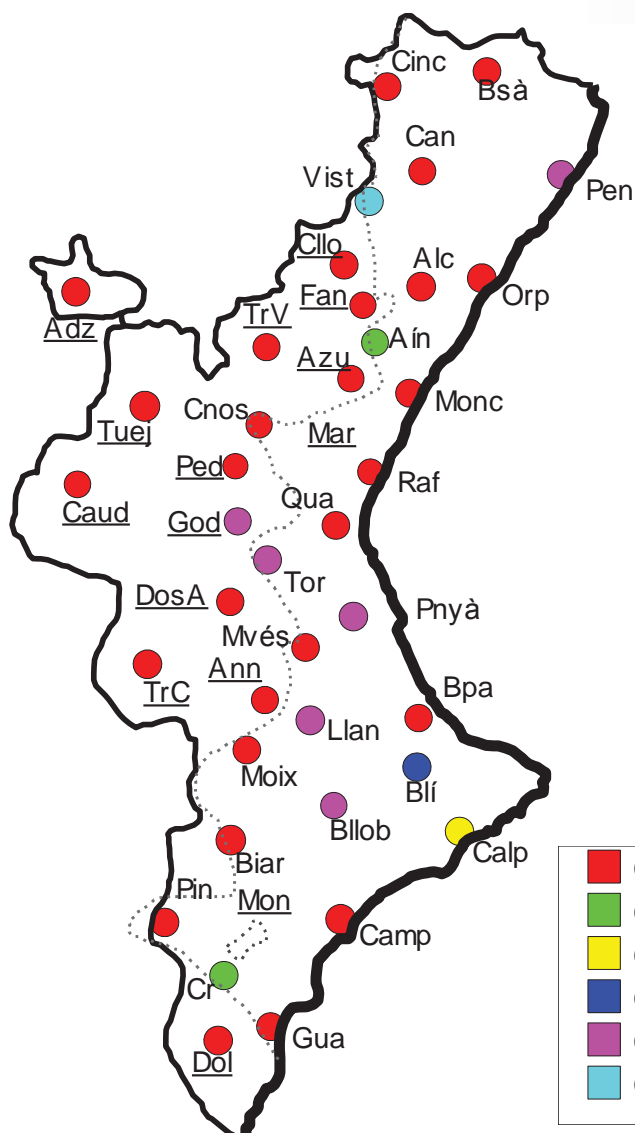 Cinc
Bsà
Can
Vist
Pen
Cllo
Alc
Fan
Orp
Adz
TrV
Aín
Azu
Monc
Cnos
Mar
Tuej
Ped
Raf
Caud
Qua
God
Tor
DosA
Pnyà
Mvés
Ann
TrC
Bpa
Llan
Moix
Blí
Bllob
Calp
Biar
Pin
Mon
Camp
Cr
Gua
Dol